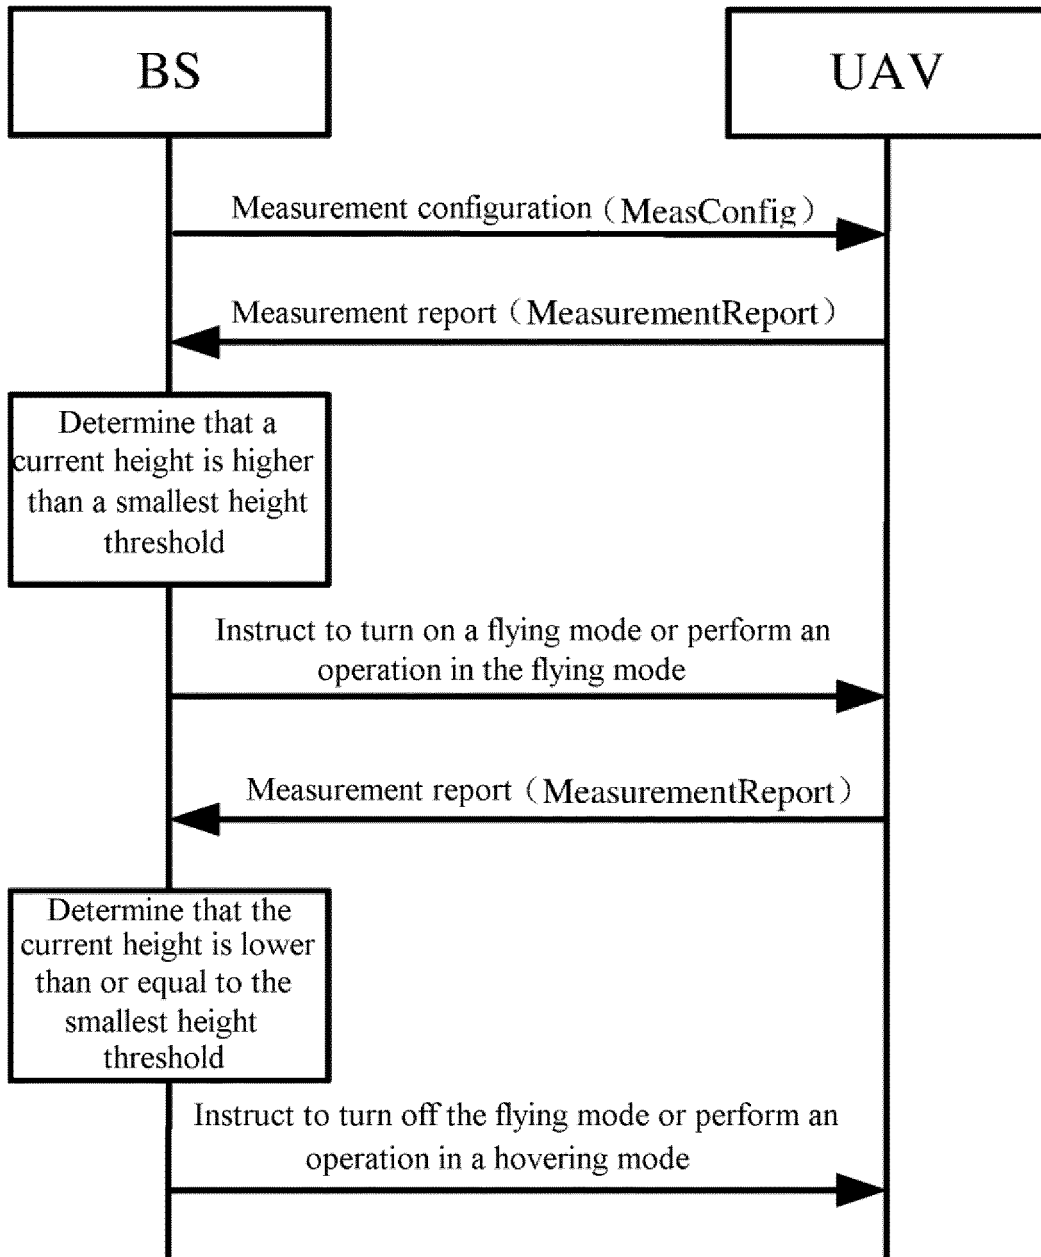 BS
UAV
Measurement configuration（MeasConfig）
Measurement report（MeasurementReport）
Determine that a
current height is higher
than a smallest height
threshold
Instruct to turn on a flying mode or perform an
operation in the flying mode
Measurement report（MeasurementReport）
Determine that the
current height is lower
than or equal to the
smallest height
threshold
Instruct to turn off the flying mode or perform an
operation in a hovering mode